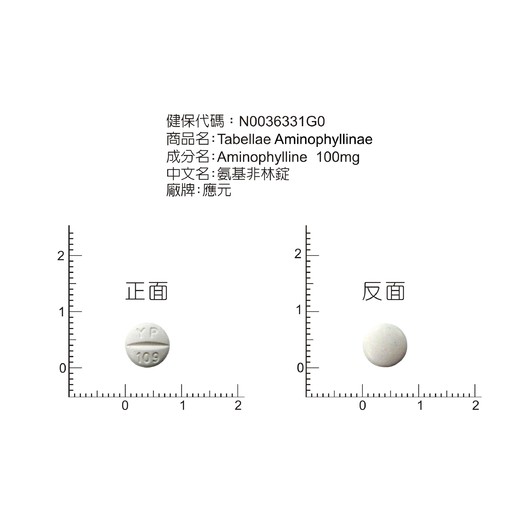 健保代碼：N0036331G0
商品名:Tabellae Aminophyllinae
成分名:Aminophylline 100mg
中文名:氨基非林錠
廠牌:應元
正面
反面
2
1
0
0 1 2
YP
109
2
1
0
0 1 2